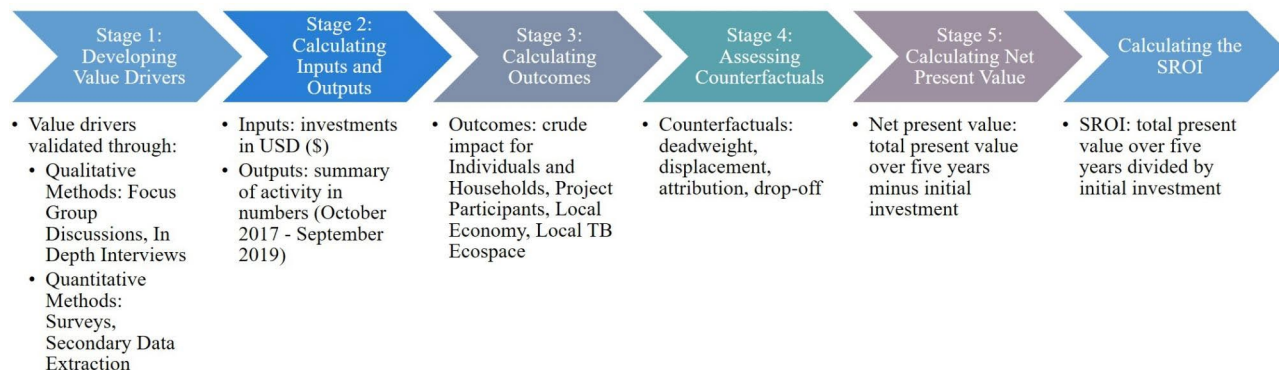 Stage 1:
Developing
Value Drivers
Stage 2:
Calculating
Inputs and
Outputs
Stage 3:
Calculating
Outcomes
Stage 4:
Assessing
Counterfactuals
Stage 5:
Calculating Net
Present Value
Calculating the
SROI
• Value drivers
validated through:
• Qualitative
Methods: Focus
Group
Discussions, In
Depth Interviews
• Quantitative
Methods:
Surveys,
Secondary Data
Extraction
• Inputs: investments
in USD ($)
• Outputs: summary
of activity in
numbers (October
2017 - September
2019)
• Outcomes: crude
impact for
Individuals and
Households, Project
Participants, Local
Economy, Local TB
Ecospace
• Counterfactuals:
deadweight,
displacement,
attribution, drop-off
• Net present value:
total present value
over five years
minus initial
investment
• SROI: total present
value over five
years divided by
initial investment